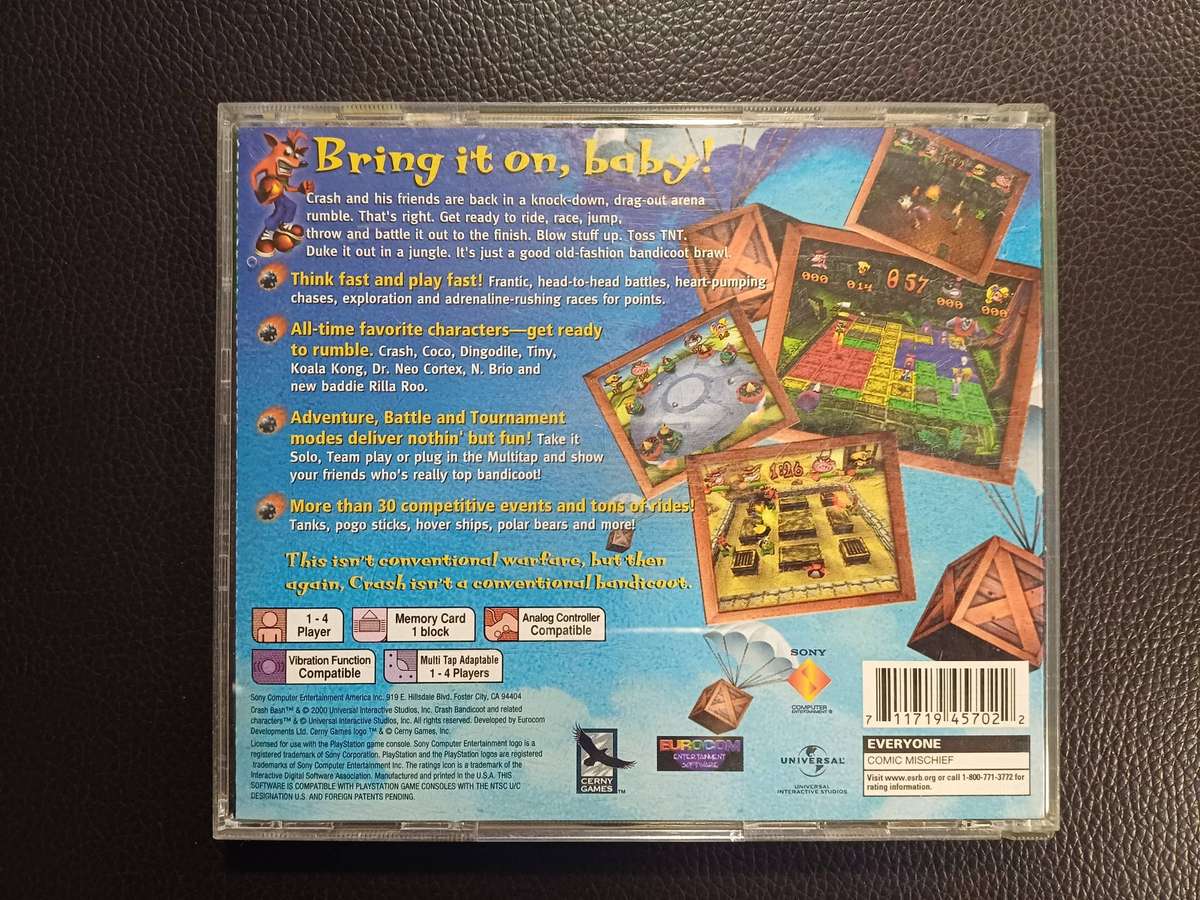 Bring it on, baby!
Crash and his friends are back in a knock-down, drag-out arena
rumble. That's right. Get ready to ride, race, jump,
throw and battle it out to the finish. Blow stuff up. Toss TNT.
Duke it out in a jungle. It's just a good old-fashion bandicoot brawl.
Think fast and play fast! Frantic, head-to-head battles, heart-pumping
chases, exploration and adrenaline-rushing races for points.
All-time favorite characters—get ready
to rumble. Crash, Coco, Dingodile, Tiny,
Koala Kong, Dr. Neo Cortex, N. Brio and
new baddie Rilla Roo.
Adventure, Battle and Tournament
modes deliver nothin' but fun! Take it
Solo, Team play or plug in the Multitap and show
your friends who's really top bandicoot!
More than 30 competitive events and tons of rides!
Tanks, pogo sticks, hover ships, polar bears and more!
This isn't conventional warfare, but then
again, Crash isn't a conventional bandicoot.
000 014 057 000 000
1:26
1 - 4
Player
Memory Card
1 block
Analog Controller
Compatible
Vibration Function
Compatible
Multi Tap Adaptable
1 - 4 Players
Sony Computer Entertainment America Inc. 919 E. Hillsdale Blvd. Foster City, CA 94404
Crash Bash™ & © 2000 Universal Interactive Studios, Inc. Crash Bandicoot and related
characters™ & © Universal Interactive Studios, Inc. All rights reserved. Developed by Eurocom
Developments Ltd. Cerny Games logo ™ & © Cerny Games, Inc.
Licensed for use with the PlayStation game console. Sony Computer Entertainment logo is a
registered trademark of Sony Corporation. PlayStation and the PlayStation logos are registered
trademarks of Sony Computer Entertainment Inc. The ratings icon is a trademark of the
Interactive Digital Software Association. Manufactured and printed in the U.S.A. THIS
SOFTWARE IS COMPATIBLE WITH PLAYSTATION GAME CONSOLES WITH THE NTSC U/C
DESIGNATION U.S. AND FOREIGN PATENTS PENDING.
CERNY
GAMES™
EUROCOM
ENTERTAINMENT
SOFTWARE
SONY
COMPUTER
ENTERTAINMENT®
UNIVERSAL
UNIVERSAL
INTERACTIVE STUDIOS
7 11719 45702 2
EVERYONE
COMIC MISCHIEF
Visit www.esrb.org or call 1-800-771-3772 for
rating information.